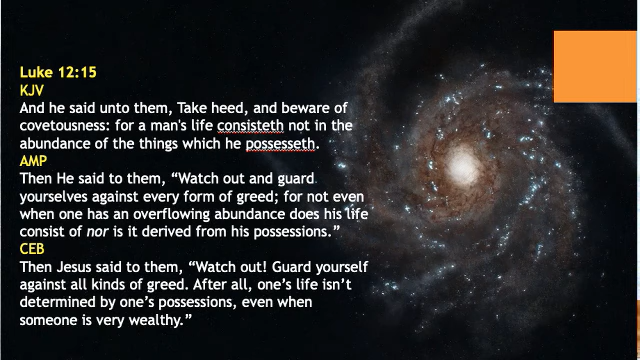 Luke 12:15
KJV
And he said unto them, Take heed, and beware of
covetousness: for a man's life consisteth not in the
abundance of the things which he possesseth.
AMP
Then He said to them, “Watch out and guard
yourselves against every form of greed; for not even
when one has an overflowing abundance does his life
consist of nor is it derived from his possessions.”
CEB
Then Jesus said to them, “Watch out! Guard yourself
against all kinds of greed. After all, one’s life isn’t
determined by one’s possessions, even when
someone is very wealthy.”